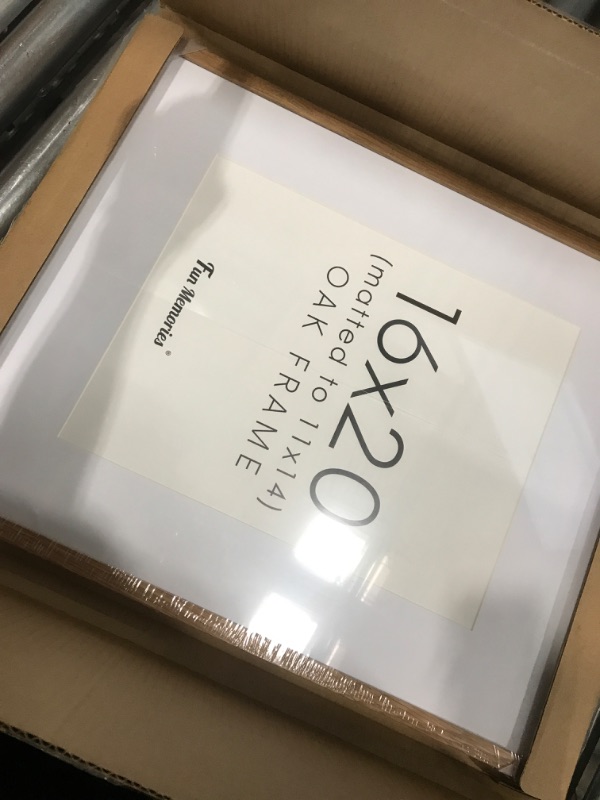 16x20
(matted to 11x14)
OAK FRAME
Fun Memories®